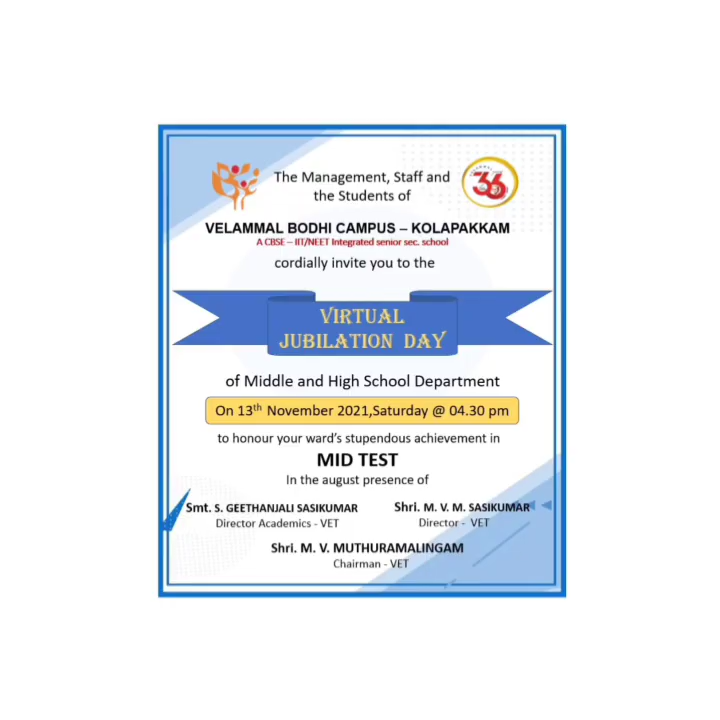 The Management, Staff and
the Students of
36
VELAMMAL BODHI CAMPUS – KOLAPAKKAM
A CBSE – IIT/NEET Integrated senior sec. school
cordially invite you to the
VIRTUAL
JUBILATION DAY
of Middle and High School Department
On 13th November 2021,Saturday @ 04.30 pm
to honour your ward's stupendous achievement in
MID TEST
In the august presence of
Smt. S. GEETHANJALI SASIKUMAR
Director Academics - VET
Shri. M. V. M. SASIKUMAR
Director - VET
Shri. M. V. MUTHURAMALINGAM
Chairman - VET